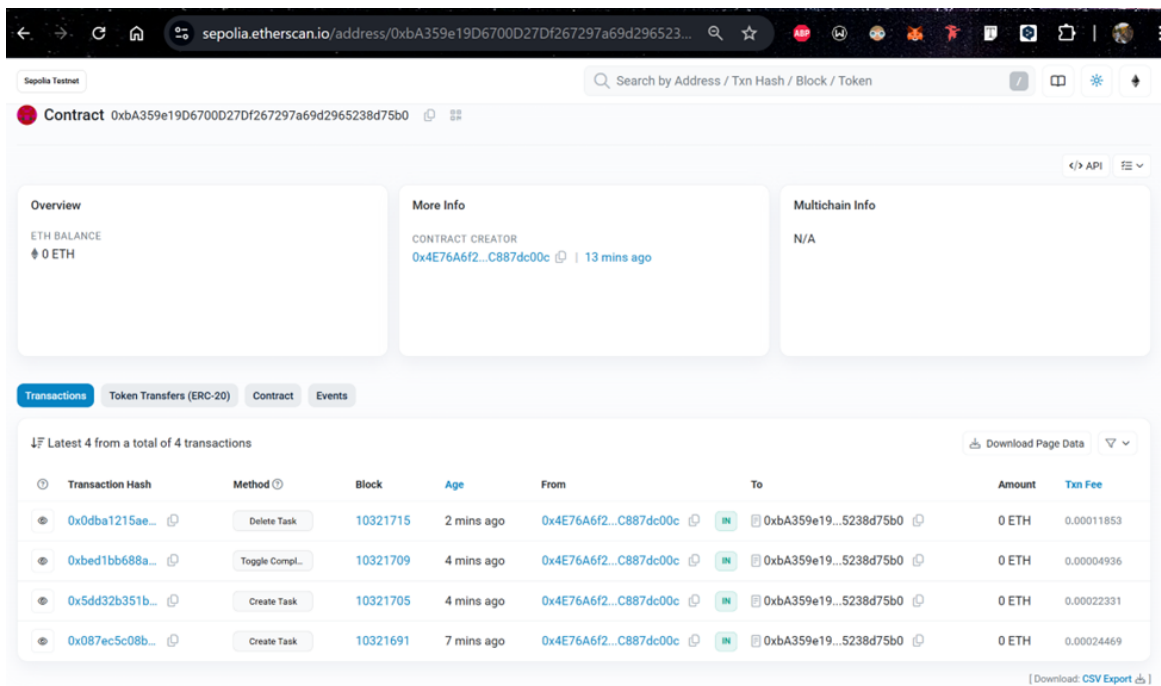 sepolia.etherscan.io/address/0xbA359e19D6700D27Df267297a69d296523...
ABP
Sepolia Testnet
Search by Address / Txn Hash / Block / Token
/
Contract 0xbA359e19D6700D27Df267297a69d2965238d75b0
</> API
Overview
ETH BALANCE
0 ETH
More Info
CONTRACT CREATOR
0x4E76A6f2...C887dc00c | 13 mins ago
Multichain Info
N/A
Transactions Token Transfers (ERC-20) Contract Events
Latest 4 from a total of 4 transactions
Download Page Data
Transaction Hash Method Block Age From To Amount Txn Fee
0x0dba1215ae... Delete Task 10321715 2 mins ago 0x4E76A6f2...C887dc00c IN 0xbA359e19...5238d75b0 0 ETH 0.00011853
0xbed1bb688a... Toggle Compl... 10321709 4 mins ago 0x4E76A6f2...C887dc00c IN 0xbA359e19...5238d75b0 0 ETH 0.00004936
0x5dd32b351b... Create Task 10321705 4 mins ago 0x4E76A6f2...C887dc00c IN 0xbA359e19...5238d75b0 0 ETH 0.00022331
0x087ec5c08b... Create Task 10321691 7 mins ago 0x4E76A6f2...C887dc00c IN 0xbA359e19...5238d75b0 0 ETH 0.00024469
[ Download: CSV Export ]